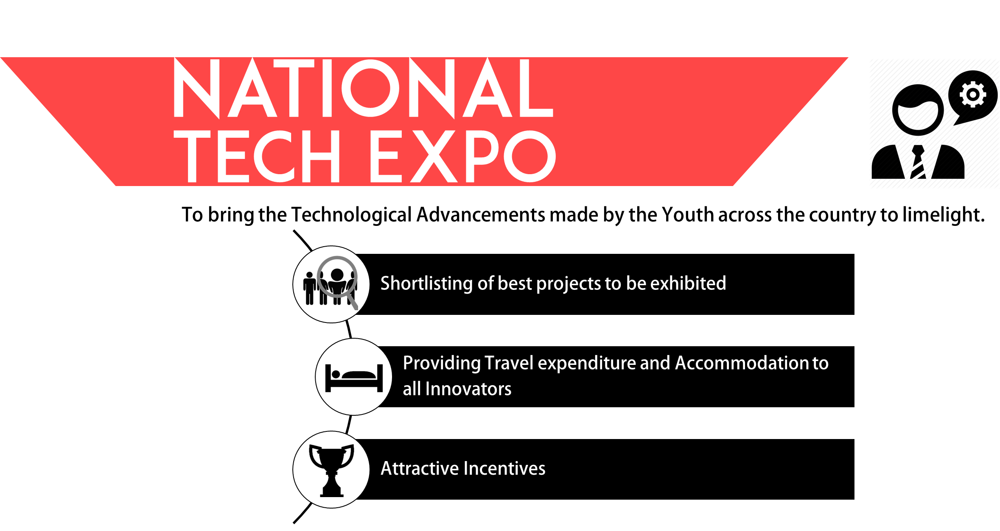 NATIONAL
TECH EXPO
To bring the Technological Advancements made by the Youth across the country to limelight.
Shortlisting of best projects to be exhibited
Providing Travel expenditure and Accommodation to
all Innovators
Attractive Incentives